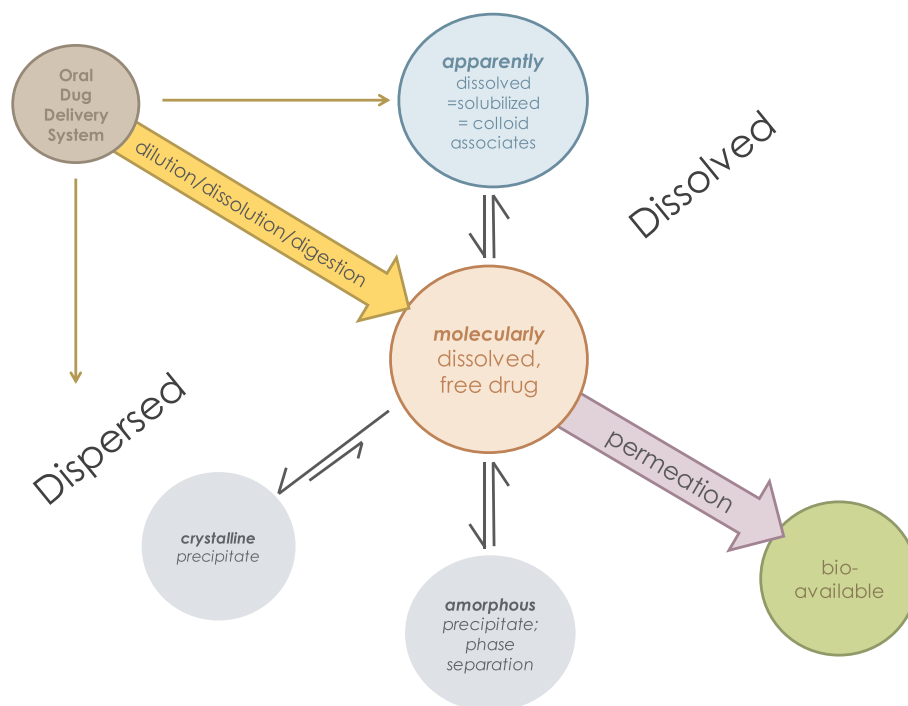 Oral
Dug
Delivery
System
apparently
dissolved
=solubilized
= colloid
associates
dilution/dissolution/digestion
Dissolved
molecularly
dissolved,
free drug
Dispersed
permeation
crystalline
precipitate
amorphous
precipitate;
phase
separation
bio-
available